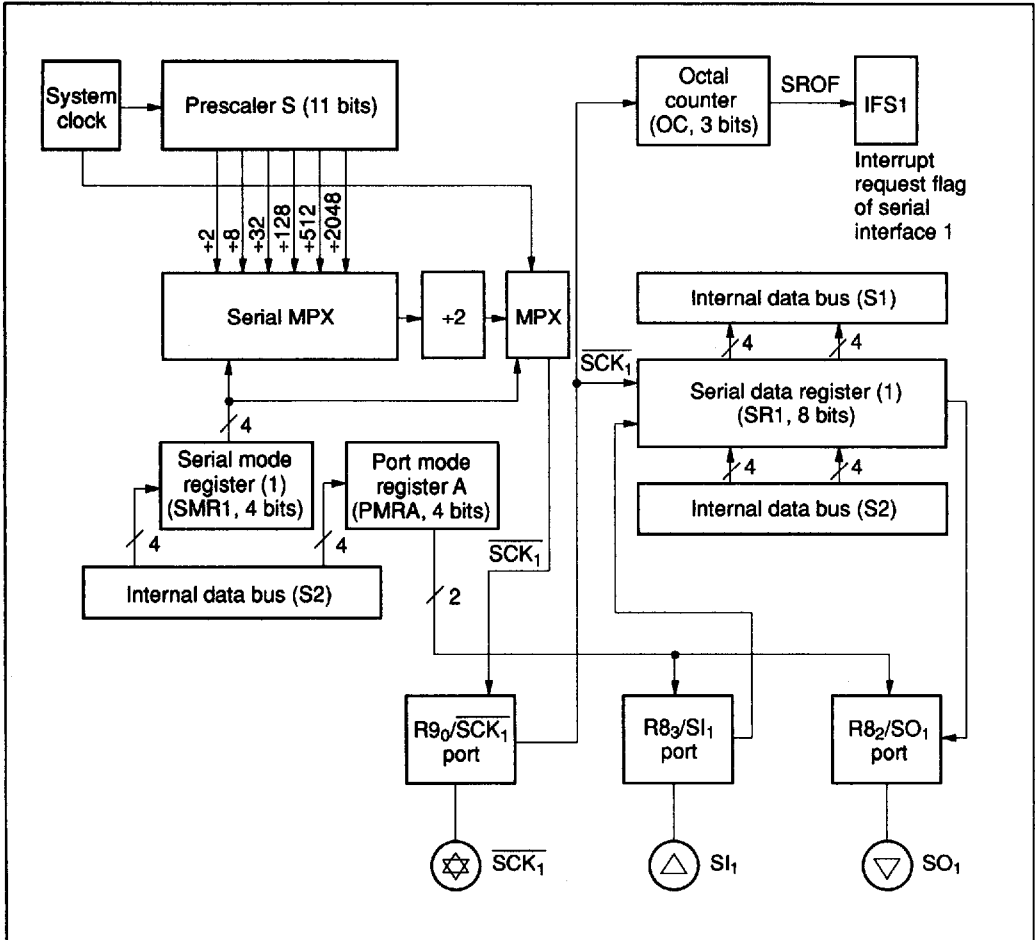 System
clock
Prescaler S (11 bits)
Octal
counter
(OC, 3 bits)
SROF
IFS1
Interrupt
request flag
of serial
interface 1
÷2
÷8
÷32
÷128
÷512
÷2048
Serial MPX
÷2
MPX
Internal data bus (S1)
4
4
S̅C̅K̅₁
Serial data register (1)
(SR1, 8 bits)
4
4
Internal data bus (S2)
4
Serial mode
register (1)
(SMR1, 4 bits)
Port mode
register A
(PMRA, 4 bits)
4
4
Internal data bus (S2)
S̅C̅K̅₁
2
R9₀/S̅C̅K̅₁
port
R8₃/SI₁
port
R8₂/SO₁
port
S̅C̅K̅₁
SI₁
SO₁